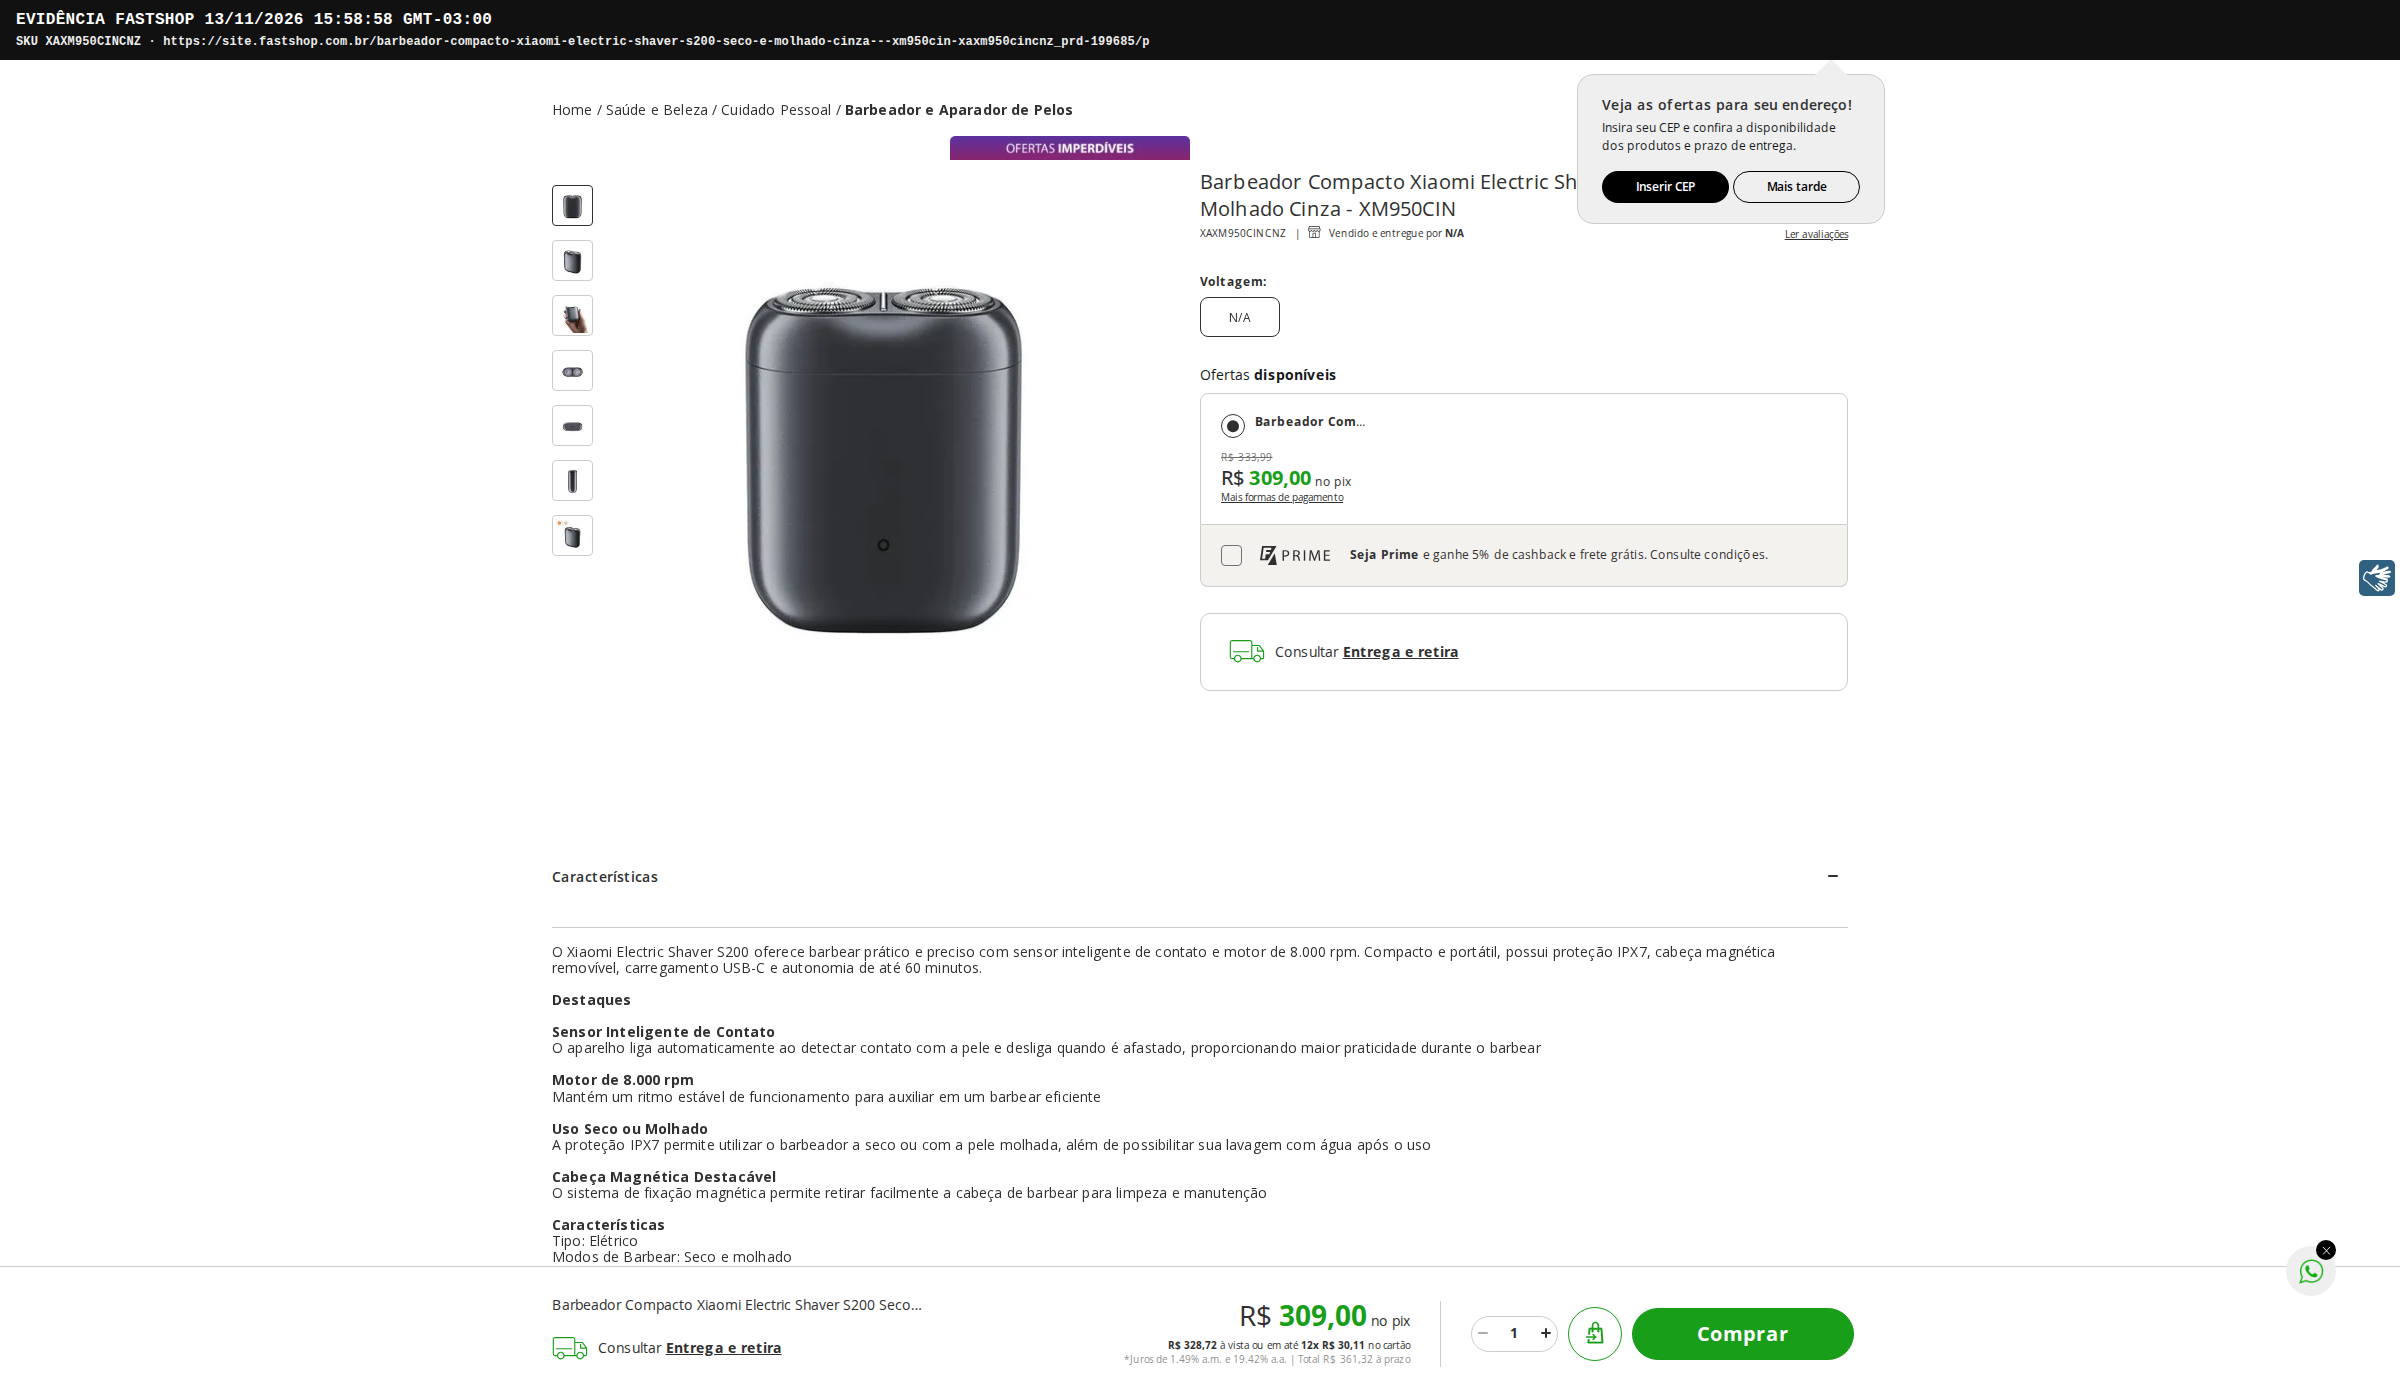 EVIDÊNCIA FASTSHOP 13/11/2026 15:58:58 GMT-03:00
SKU XAXM950CINCNZ · https://site.fastshop.com.br/barbeador-compacto-xiaomi-electric-shaver-s200-seco-e-molhado-cinza---xm950cin-xaxm950cincnz_prd-199685/p
Home / Saúde e Beleza / Cuidado Pessoal / Barbeador e Aparador de Pelos
Veja as ofertas para seu endereço!
Insira seu CEP e confira a disponibilidade
dos produtos e prazo de entrega.
Inserir CEP
Mais tarde
OFERTAS IMPERDÍVEIS
Barbeador Compacto Xiaomi Electric Sh
Molhado Cinza - XM950CIN
XAXM950CINCNZ | Vendido e entregue por N/A
Ler avaliações
Voltagem:
N/A
Ofertas disponíveis
Barbeador Com...
R$ 333,99
R$ 309,00 no pix
Mais formas de pagamento
PRIME Seja Prime e ganhe 5% de cashback e frete grátis. Consulte condições.
Consultar Entrega e retira
Características
O Xiaomi Electric Shaver S200 oferece barbear prático e preciso com sensor inteligente de contato e motor de 8.000 rpm. Compacto e portátil, possui proteção IPX7, cabeça magnética
removível, carregamento USB-C e autonomia de até 60 minutos.
Destaques
Sensor Inteligente de Contato
O aparelho liga automaticamente ao detectar contato com a pele e desliga quando é afastado, proporcionando maior praticidade durante o barbear
Motor de 8.000 rpm
Mantém um ritmo estável de funcionamento para auxiliar em um barbear eficiente
Uso Seco ou Molhado
A proteção IPX7 permite utilizar o barbeador a seco ou com a pele molhada, além de possibilitar sua lavagem com água após o uso
Cabeça Magnética Destacável
O sistema de fixação magnética permite retirar facilmente a cabeça de barbear para limpeza e manutenção
Características
Tipo: Elétrico
Modos de Barbear: Seco e molhado
Barbeador Compacto Xiaomi Electric Shaver S200 Seco...
Consultar Entrega e retira
R$ 309,00 no pix
R$ 328,72 à vista ou em até 12x R$ 30,11 no cartão
*Juros de 1.49% a.m. e 19.42% a.a. | Total R$ 361,32 à prazo
1
Comprar